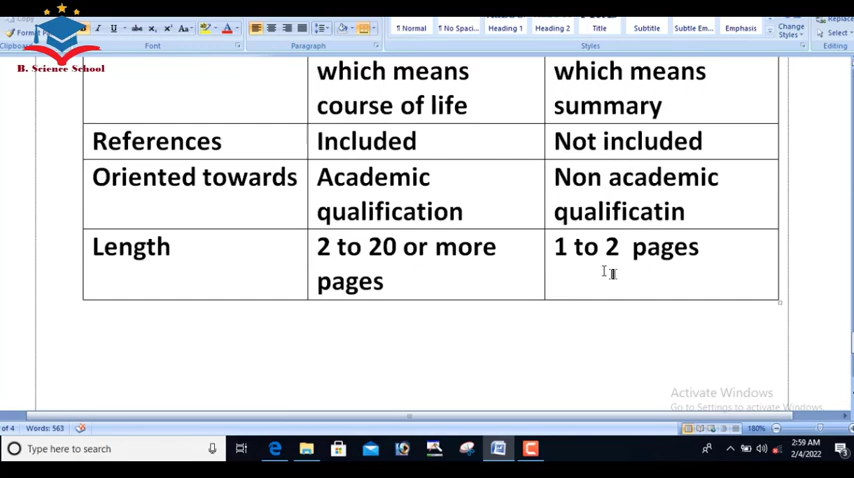 Copy
Format P
Clipboard
Font
Paragraph
¶ Normal
¶ No Spaci...
Heading 1
Heading 2
Title
Subtitle
Subtle Em...
Emphasis
Change
Styles
Styles
Replace
Select
Editing
B. Science School
which means
course of life
which means
summary
References
Included
Not included
Oriented towards
Academic
qualification
Non academic
qualificatin
Length
2 to 20 or more
pages
1 to 2 pages
Activate Windows
Go to Settings to activate Windows.
of 4
Words: 563
180%
Type here to search
2:59 AM
2/4/2022